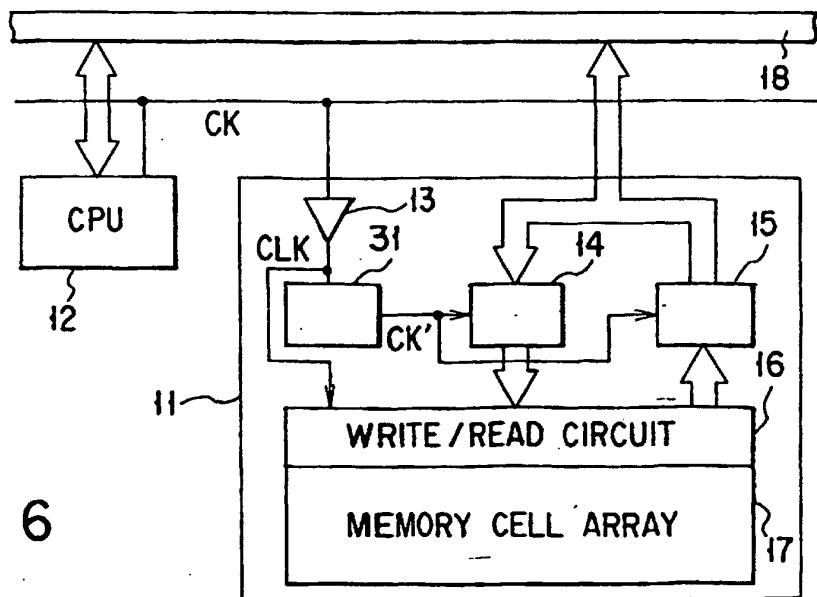 18
CK
13
CPU
CLK
31
14
15
12
CK'
11
16
WRITE/READ CIRCUIT
6
MEMORY CELL ARRAY
17